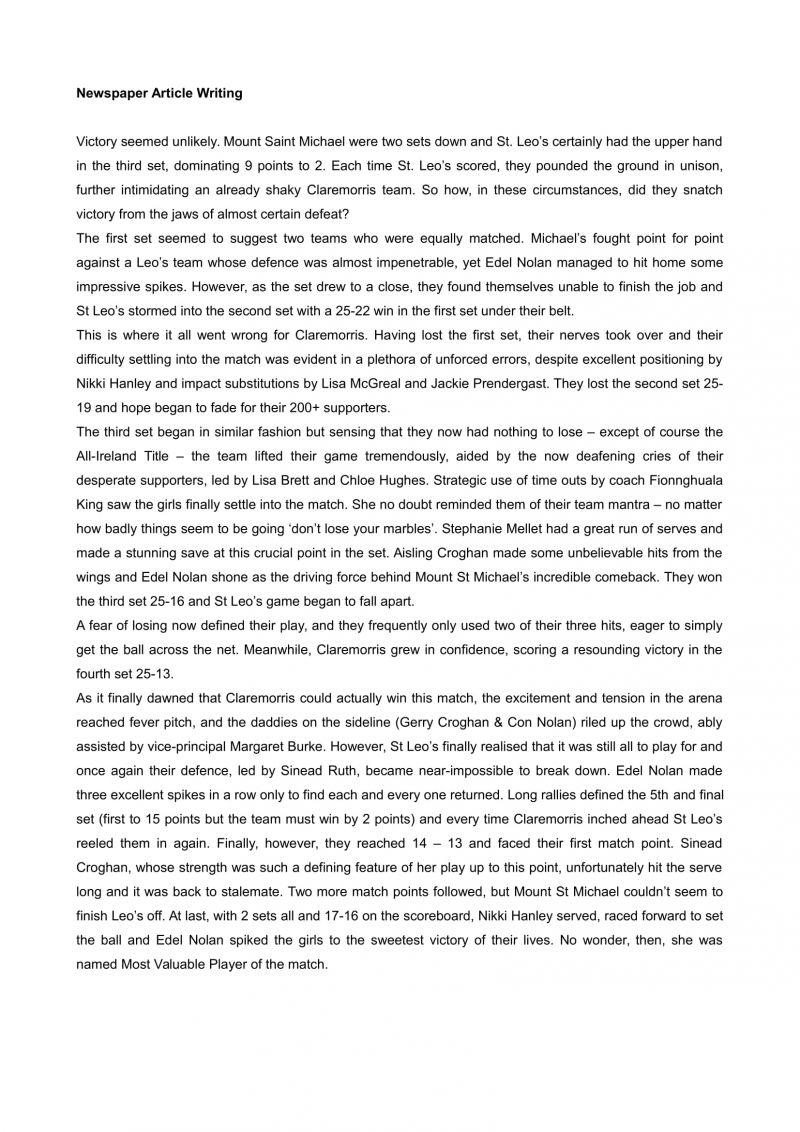 Newspaper Article Writing
Victory seemed unlikely. Mount Saint Michael were two sets down and St. Leo’s certainly had the upper hand
in the third set, dominating 9 points to 2. Each time St. Leo’s scored, they pounded the ground in unison,
further intimidating an already shaky Claremorris team. So how, in these circumstances, did they snatch
victory from the jaws of almost certain defeat?
The first set seemed to suggest two teams who were equally matched. Michael’s fought point for point
against a Leo’s team whose defence was almost impenetrable, yet Edel Nolan managed to hit home some
impressive spikes. However, as the set drew to a close, they found themselves unable to finish the job and
St Leo’s stormed into the second set with a 25-22 win in the first set under their belt.
This is where it all went wrong for Claremorris. Having lost the first set, their nerves took over and their
difficulty settling into the match was evident in a plethora of unforced errors, despite excellent positioning by
Nikki Hanley and impact substitutions by Lisa McGreal and Jackie Prendergast. They lost the second set 25-
19 and hope began to fade for their 200+ supporters.
The third set began in similar fashion but sensing that they now had nothing to lose – except of course the
All-Ireland Title – the team lifted their game tremendously, aided by the now deafening cries of their
desperate supporters, led by Lisa Brett and Chloe Hughes. Strategic use of time outs by coach Fionnghuala
King saw the girls finally settle into the match. She no doubt reminded them of their team mantra – no matter
how badly things seem to be going ‘don’t lose your marbles’. Stephanie Mellet had a great run of serves and
made a stunning save at this crucial point in the set. Aisling Croghan made some unbelievable hits from the
wings and Edel Nolan shone as the driving force behind Mount St Michael’s incredible comeback. They won
the third set 25-16 and St Leo’s game began to fall apart.
A fear of losing now defined their play, and they frequently only used two of their three hits, eager to simply
get the ball across the net. Meanwhile, Claremorris grew in confidence, scoring a resounding victory in the
fourth set 25-13.
As it finally dawned that Claremorris could actually win this match, the excitement and tension in the arena
reached fever pitch, and the daddies on the sideline (Gerry Croghan & Con Nolan) riled up the crowd, ably
assisted by vice-principal Margaret Burke. However, St Leo’s finally realised that it was still all to play for and
once again their defence, led by Sinead Ruth, became near-impossible to break down. Edel Nolan made
three excellent spikes in a row only to find each and every one returned. Long rallies defined the 5th and final
set (first to 15 points but the team must win by 2 points) and every time Claremorris inched ahead St Leo’s
reeled them in again. Finally, however, they reached 14 – 13 and faced their first match point. Sinead
Croghan, whose strength was such a defining feature of her play up to this point, unfortunately hit the serve
long and it was back to stalemate. Two more match points followed, but Mount St Michael couldn’t seem to
finish Leo’s off. At last, with 2 sets all and 17-16 on the scoreboard, Nikki Hanley served, raced forward to set
the ball and Edel Nolan spiked the girls to the sweetest victory of their lives. No wonder, then, she was
named Most Valuable Player of the match.